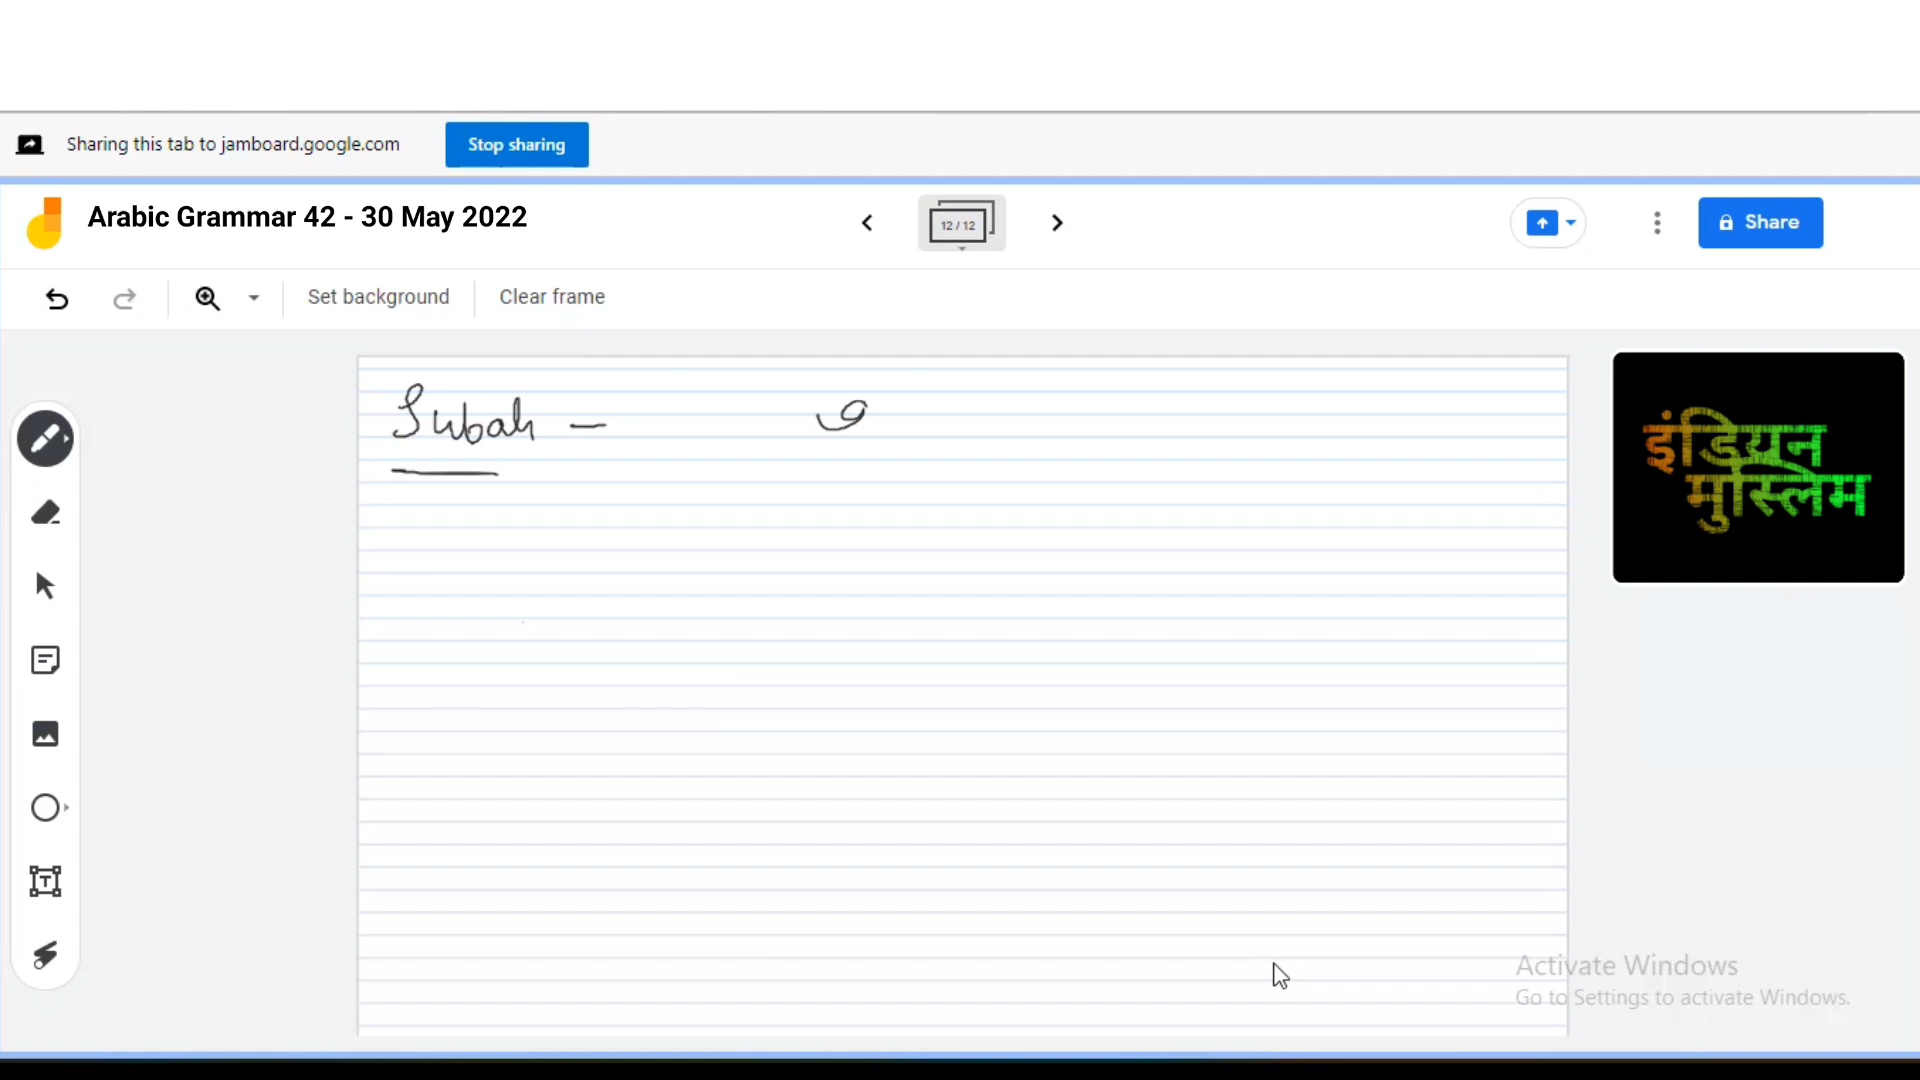 Sharing this tab to jamboard.google.com
Stop sharing
Arabic Grammar 42 - 30 May 2022
12 / 12
Share
Set background
Clear frame
Subah –
इंडियन
मुस्लिम
Activate Windows
Go to Settings to activate Windows.